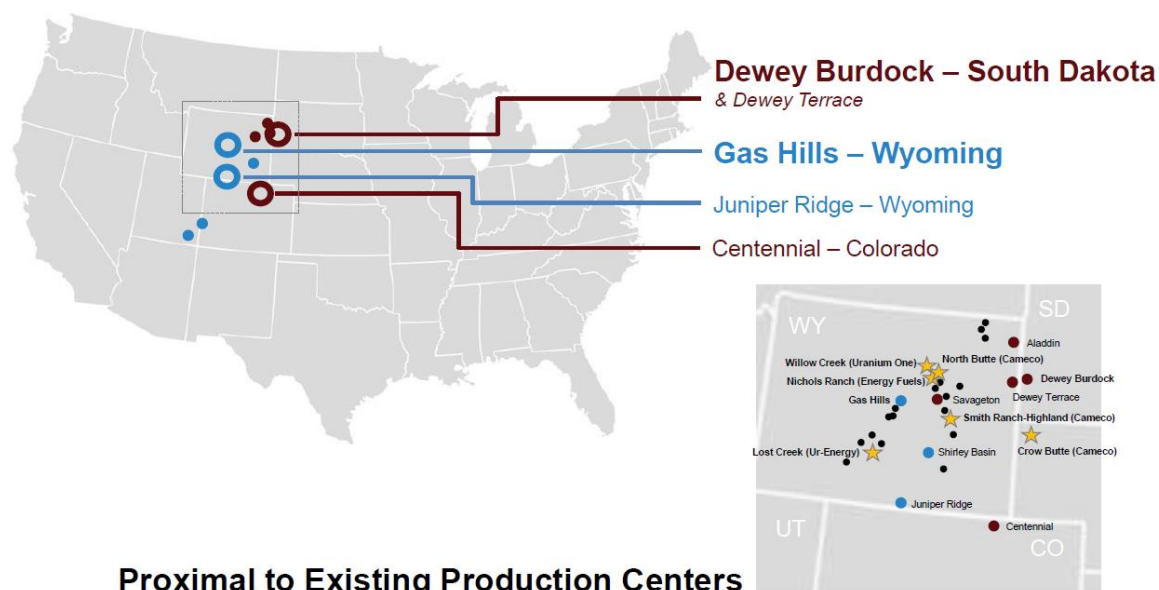 Dewey Burdock – South Dakota
& Dewey Terrace
Gas Hills – Wyoming
Juniper Ridge – Wyoming
Centennial – Colorado
SD
WY
Aladdin
Willow Creek (Uranium One)
North Butte (Cameco)
Nichols Ranch (Energy Fuels)
Dewey Burdock
Dewey Terrace
Gas Hills
Savageton
Smith Ranch-Highland (Cameco)
Lost Creek (Ur-Energy)
Shirley Basin
Crow Butte (Cameco)
Juniper Ridge
UT
Centennial
CO
Proximal to Existing Production Centers